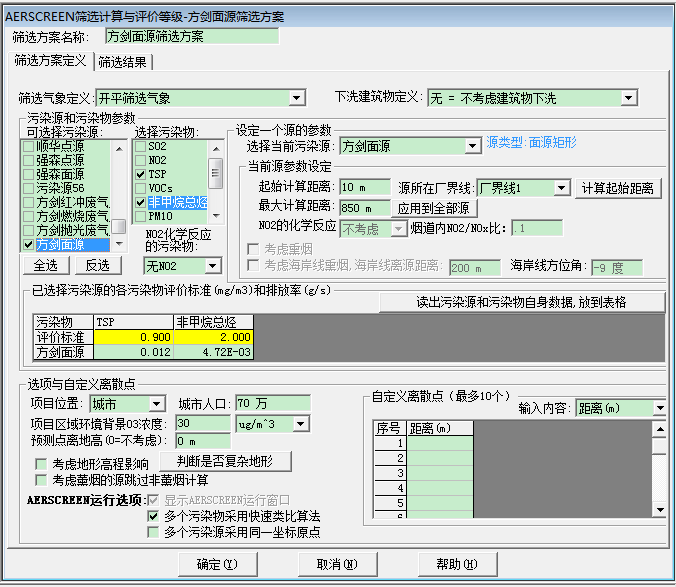 AERSCREEN筛选计算与评价等级-方剑面源筛选方案
筛选方案名称: 方剑面源筛选方案
筛选方案定义 筛选结果
筛选气象定义: 开平筛选气象 下洗建筑物定义: 无 = 不考虑建筑物下洗
污染源和污染物参数
可选择污染源: 选择污染物:
顺华点源
强森点源
强森面源
污染源56
方剑红冲废气
方剑燃烧废气
方剑抛光废气
方剑面源
全选 反选
SO2
NO2
TSP
VOCs
非甲烷总烃
PM10
NO2化学反应
的污染物:
无NO2
设定一个源的参数
选择当前污染源: 方剑面源 源类型: 面源矩形
当前源参数设定
起始计算距离: 10 m 源所在厂界线: 厂界线1 计算起始距离
最大计算距离: 850 m 应用到全部源
NO2的化学反应 不考虑 烟道内NO2/NOx比: .1
考虑重烟
考虑海岸线重烟, 海岸线离源距离: 200 m 海岸线方位角: -9 度
已选择污染源的各污染物评价标准(mg/m3)和排放率(g/s)
读出污染源和污染物自身数据,放到表格
污染物 TSP 非甲烷总烃
评价标准 0.900 2.000
方剑面源 0.012 4.72E-03
选项与自定义离散点
项目位置: 城市 城市人口: 70 万
项目区域环境背景O3浓度: 30 ug/m^3
预测点离地高(0=不考虑): 0 m
考虑地形高程影响 判断是否复杂地形
考虑薰烟的源跳过非薰烟计算
AERSCREEN运行选项: 显示AERSCREEN运行窗口
多个污染物采用快速类比算法
多个污染源采用同一坐标原点
自定义离散点（最多10个）
输入内容: 距离(m)
序号 距离(m)
1
2
3
4
5
6
确定(Y) 取消(N) 帮助(H)